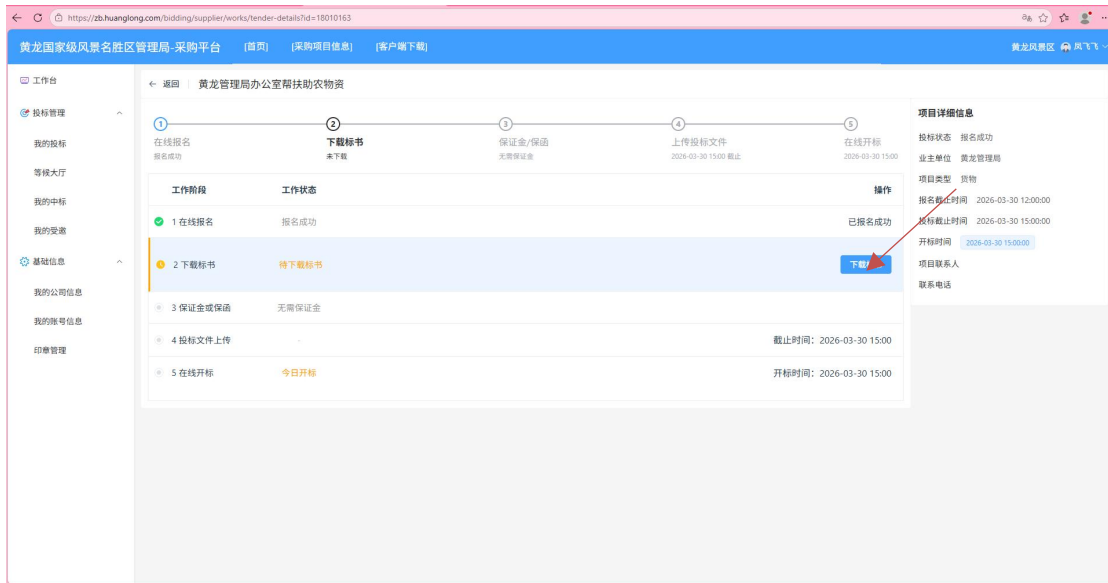 https://zb.huanglong.com/bidding/supplier/works/tender-details?id=18010163
黄龙国家级风景名胜区管理局-采购平台 [首页] [采购项目信息] [客户端下载] 黄龙风景区 凤飞飞
工作台
投标管理
我的投标
等候大厅
我的中标
我的受邀
基础信息
我的公司信息
我的账号信息
印章管理
← 返回 黄龙管理局办公室帮扶助农物资
1 2 3 4 5
在线报名 下载标书 保证金/保函 上传投标文件 在线开标
报名成功 未下载 无需保证金 2026-03-30 15:00 截止 2026-03-30 15:00
工作阶段 工作状态 操作
1 在线报名 报名成功 已报名成功
2 下载标书 待下载标书 下载
3 保证金或保函 无需保证金
4 投标文件上传 截止时间：2026-03-30 15:00
5 在线开标 今日开标 开标时间：2026-03-30 15:00
项目详细信息
投标状态 报名成功
业主单位 黄龙管理局
项目类型 货物
报名截止时间 2026-03-30 12:00:00
投标截止时间 2026-03-30 15:00:00
开标时间 2026-03-30 15:00:00
项目联系人
联系电话